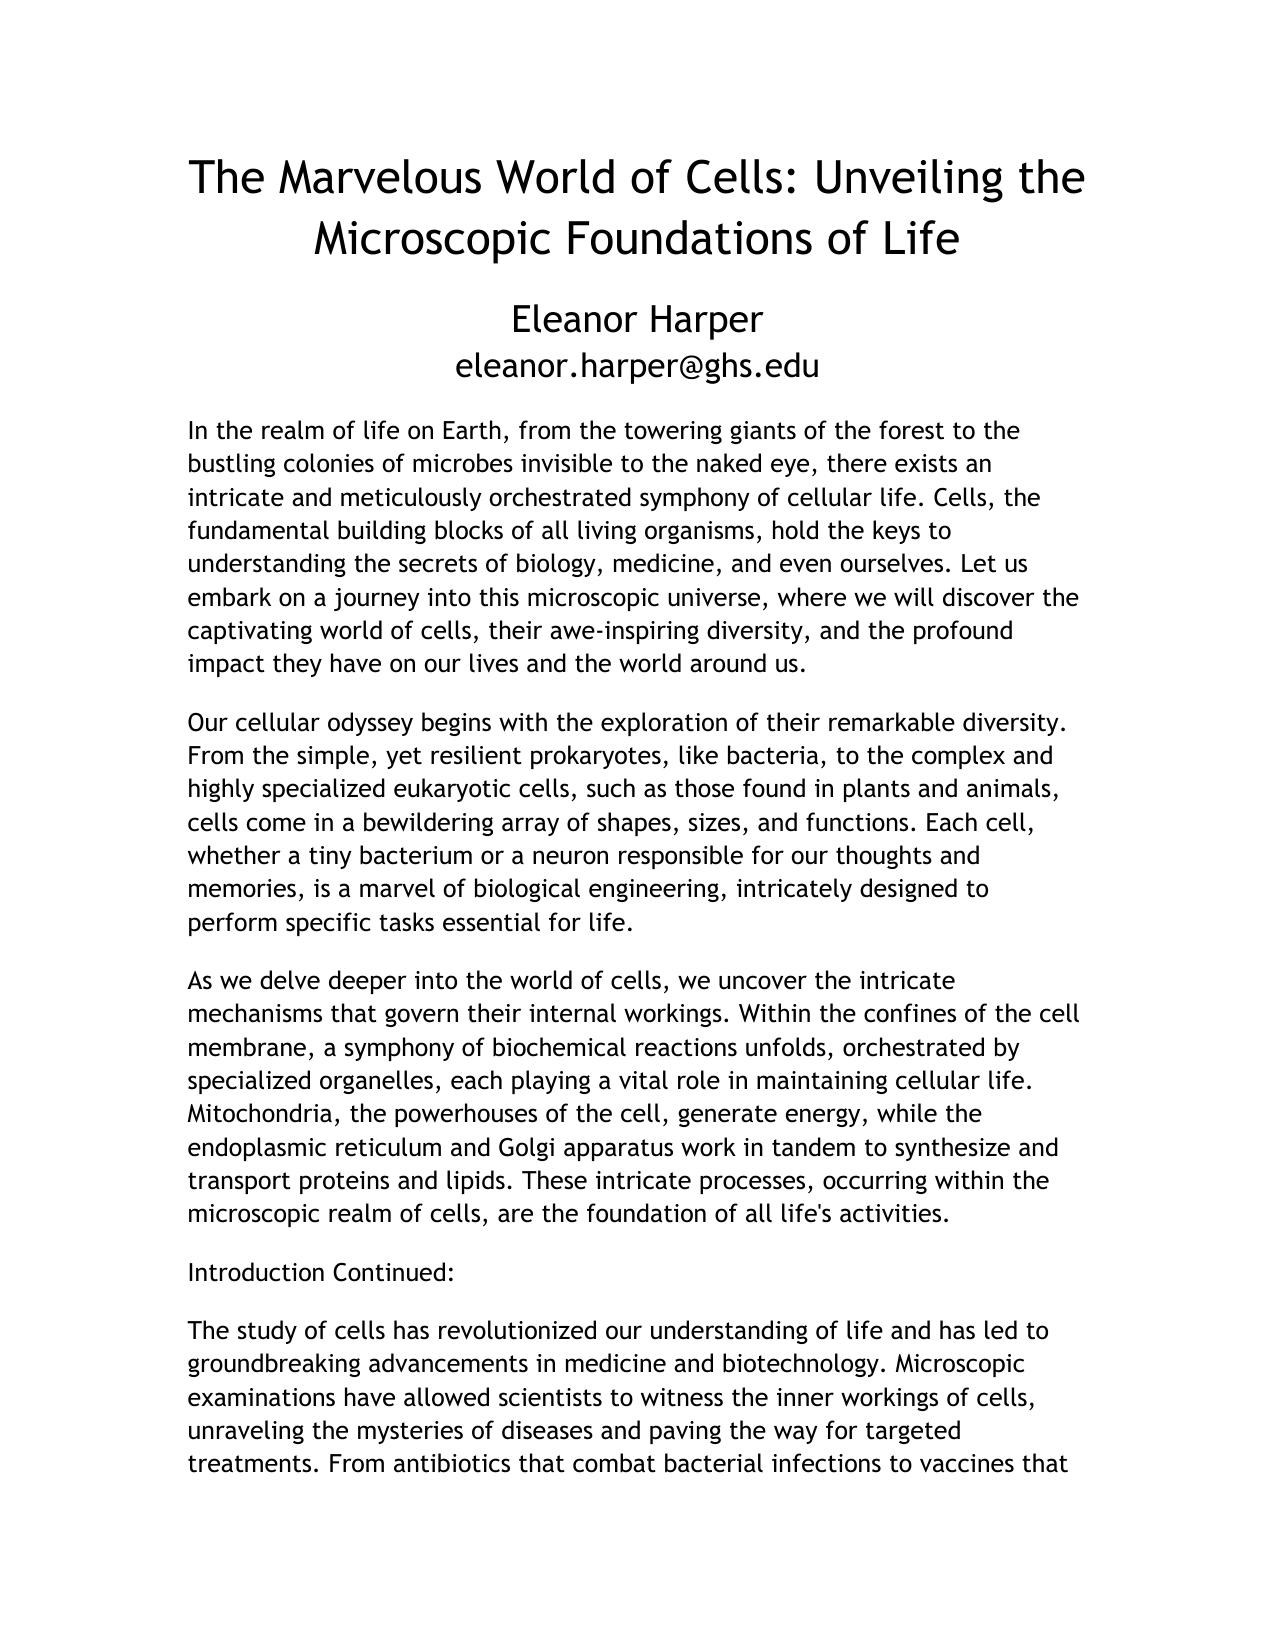 The Marvelous World of Cells: Unveiling the
Microscopic Foundations of Life
Eleanor Harper
eleanor.harper@ghs.edu
In the realm of life on Earth, from the towering giants of the forest to the
bustling colonies of microbes invisible to the naked eye, there exists an
intricate and meticulously orchestrated symphony of cellular life. Cells, the
fundamental building blocks of all living organisms, hold the keys to
understanding the secrets of biology, medicine, and even ourselves. Let us
embark on a journey into this microscopic universe, where we will discover the
captivating world of cells, their awe-inspiring diversity, and the profound
impact they have on our lives and the world around us.
Our cellular odyssey begins with the exploration of their remarkable diversity.
From the simple, yet resilient prokaryotes, like bacteria, to the complex and
highly specialized eukaryotic cells, such as those found in plants and animals,
cells come in a bewildering array of shapes, sizes, and functions. Each cell,
whether a tiny bacterium or a neuron responsible for our thoughts and
memories, is a marvel of biological engineering, intricately designed to
perform specific tasks essential for life.
As we delve deeper into the world of cells, we uncover the intricate
mechanisms that govern their internal workings. Within the confines of the cell
membrane, a symphony of biochemical reactions unfolds, orchestrated by
specialized organelles, each playing a vital role in maintaining cellular life.
Mitochondria, the powerhouses of the cell, generate energy, while the
endoplasmic reticulum and Golgi apparatus work in tandem to synthesize and
transport proteins and lipids. These intricate processes, occurring within the
microscopic realm of cells, are the foundation of all life's activities.
Introduction Continued:
The study of cells has revolutionized our understanding of life and has led to
groundbreaking advancements in medicine and biotechnology. Microscopic
examinations have allowed scientists to witness the inner workings of cells,
unraveling the mysteries of diseases and paving the way for targeted
treatments. From antibiotics that combat bacterial infections to vaccines that